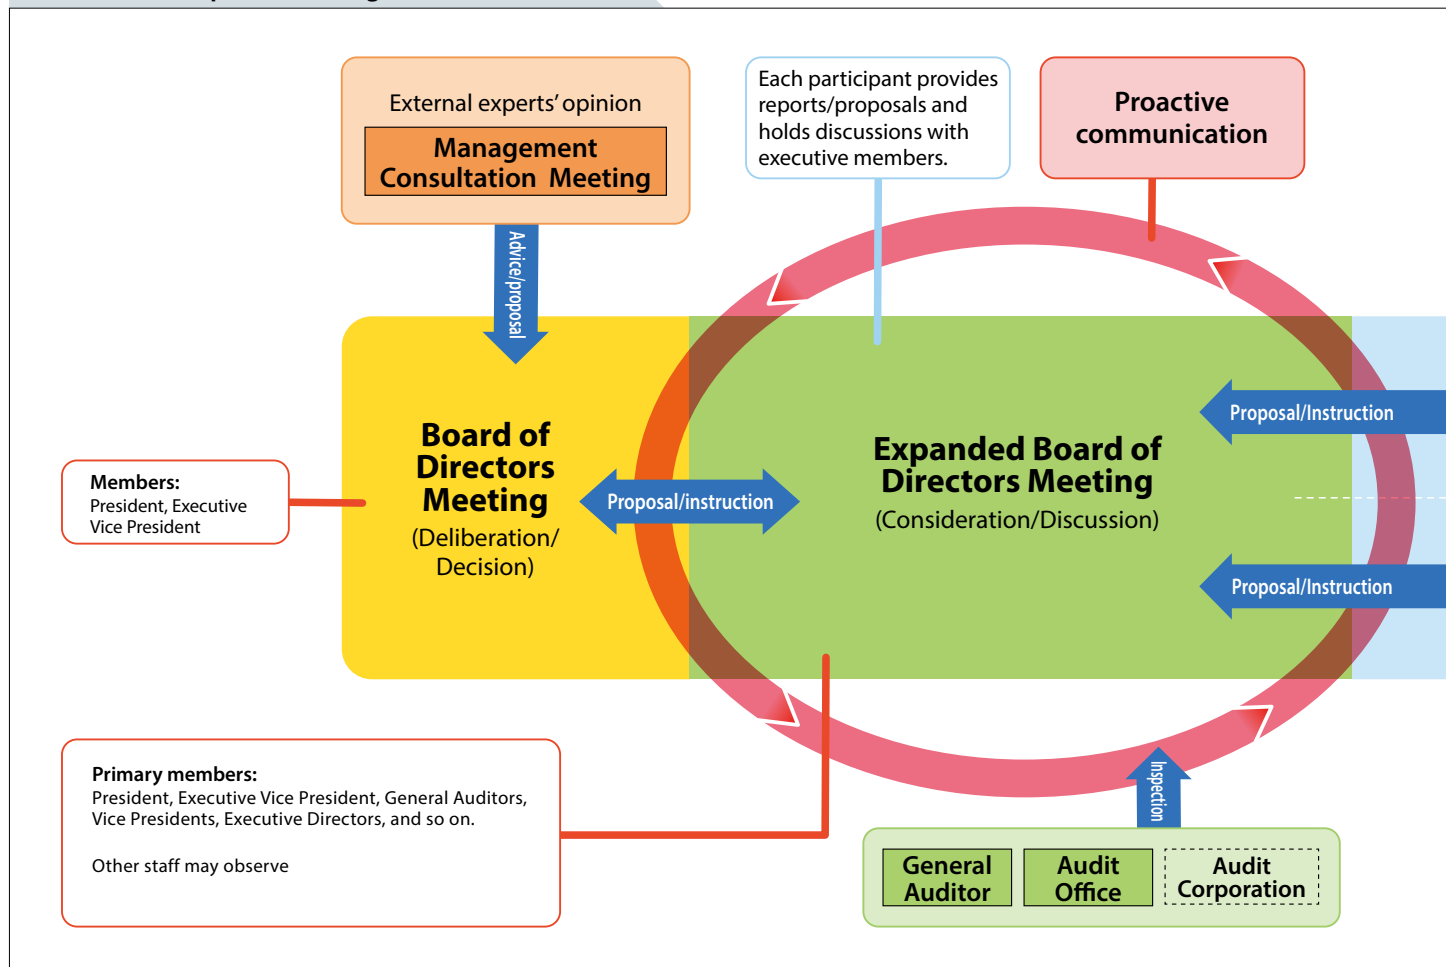 External experts' opinion
Management
Consultation Meeting
Each participant provides
reports/proposals and
holds discussions with
executive members.
Proactive
communication
Advice/proposal
Board of
Directors
Meeting
(Deliberation/
Decision)
Members:
President, Executive
Vice President
Proposal/instruction
Expanded Board of
Directors Meeting
(Consideration/Discussion)
Proposal/Instruction
Proposal/Instruction
Primary members:
President, Executive Vice President, General Auditors,
Vice Presidents, Executive Directors, and so on.
Other staff may observe
Inspection
General
Auditor
Audit
Office
Audit
Corporation